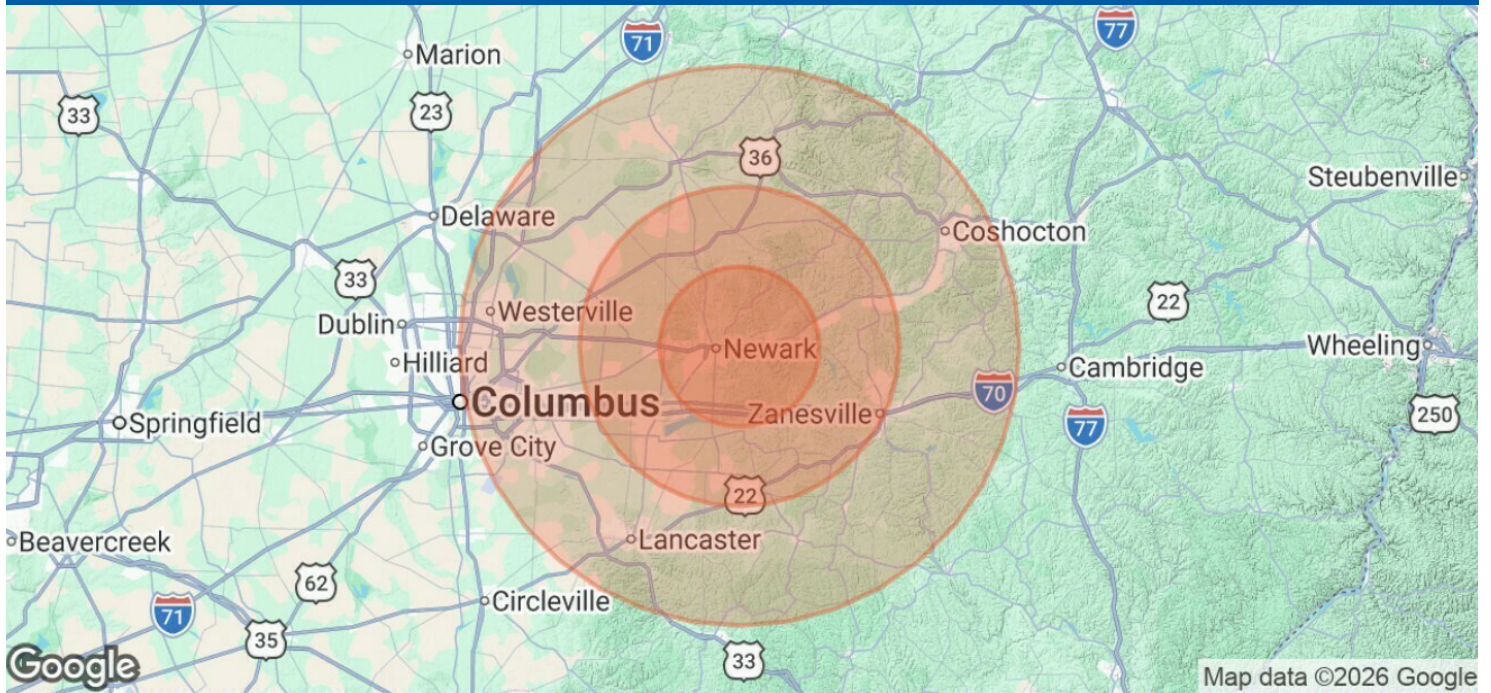 71
77
Marion
33
23
36
Steubenville
Delaware
Coshocton
33
22
Westerville
Dublin
Newark
Wheeling
Hilliard
Cambridge
70
Columbus
Zanesville
250
Springfield
77
Grove City
22
Lancaster
Beavercreek
62
Circleville
71
35
33
Google
Map data ©2026 Google